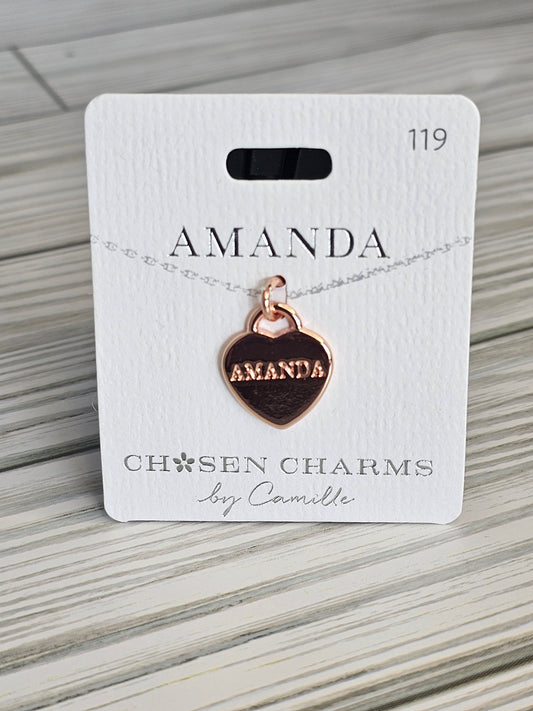 119
AMANDA
AMANDA
CHOSEN CHARMS
by Camille